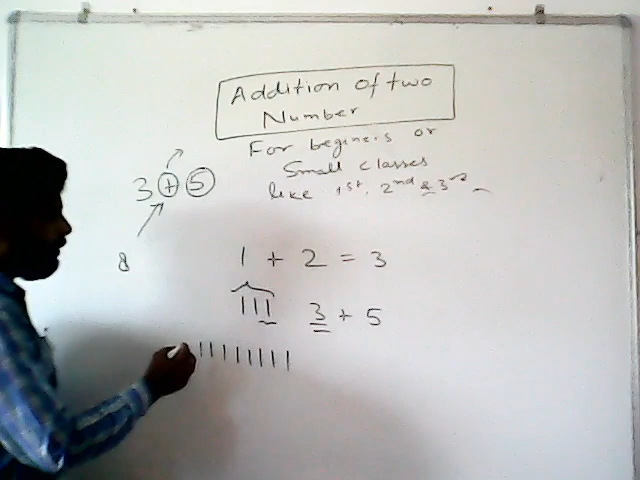 Addition of two
Number
For beginers or
Small classes
like 1st, 2nd & 3rd
3 + 5
8
1 + 2 = 3
||| 3 + 5
||||||||